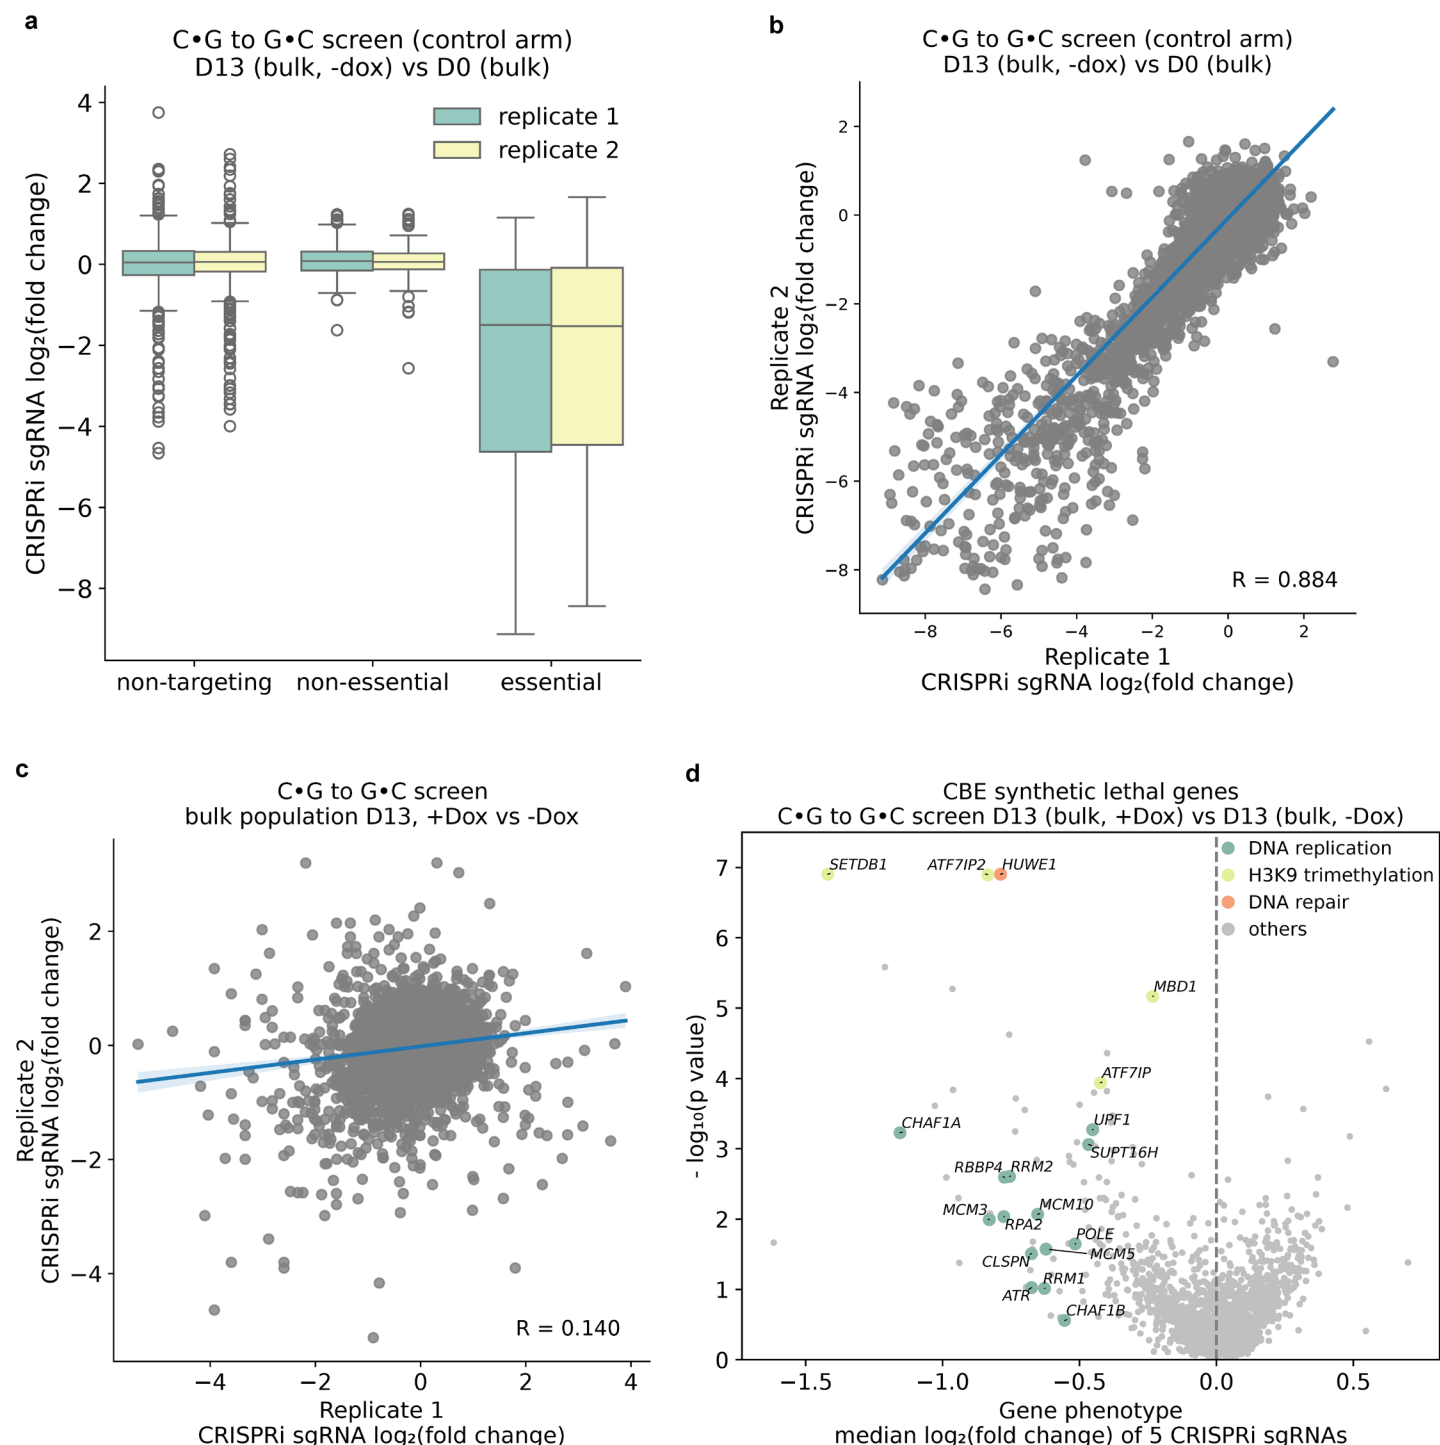 a
C•G to G•C screen (control arm)
D13 (bulk, -dox) vs D0 (bulk)
CRISPRi sgRNA log₂(fold change)
4
2
0
−2
−4
−6
−8
replicate 1
replicate 2
non-targeting
non-essential
essential
b
C•G to G•C screen (control arm)
D13 (bulk, -dox) vs D0 (bulk)
Replicate 2
CRISPRi sgRNA log₂(fold change)
2
0
−2
−4
−6
−8
R = 0.884
−8
−6
−4
−2
0
2
Replicate 1
CRISPRi sgRNA log₂(fold change)
c
C•G to G•C screen
bulk population D13, +Dox vs -Dox
Replicate 2
CRISPRi sgRNA log₂(fold change)
2
0
−2
−4
R = 0.140
−4
−2
0
2
4
Replicate 1
CRISPRi sgRNA log₂(fold change)
d
CBE synthetic lethal genes
C•G to G•C screen D13 (bulk, +Dox) vs D13 (bulk, -Dox)
- log₁₀(p value)
7
6
5
4
3
2
1
0
DNA replication
H3K9 trimethylation
DNA repair
others
SETDB1
ATF7IP2
HUWE1
MBD1
ATF7IP
CHAF1A
UPF1
SUPT16H
RBBP4
RRM2
MCM3
RPA2
MCM10
POLE
MCM5
CLSPN
ATR
RRM1
CHAF1B
−1.5
−1.0
−0.5
0.0
0.5
Gene phenotype
median log₂(fold change) of 5 CRISPRi sgRNAs